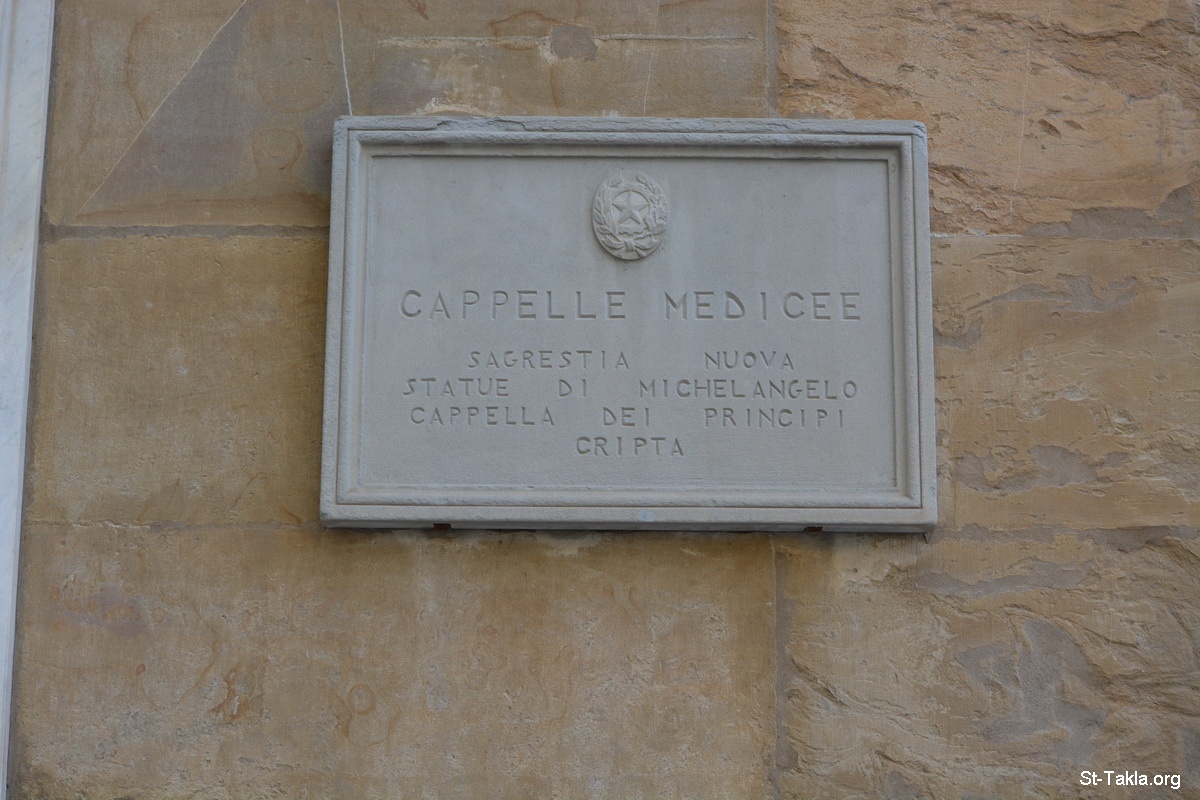 CAPPELLE MEDICEE
SAGRESTIA NUOVA
STATUE DI MICHELANGELO
CAPPELLA DEI PRINCIPI
CRIPTA
St-Takla.org